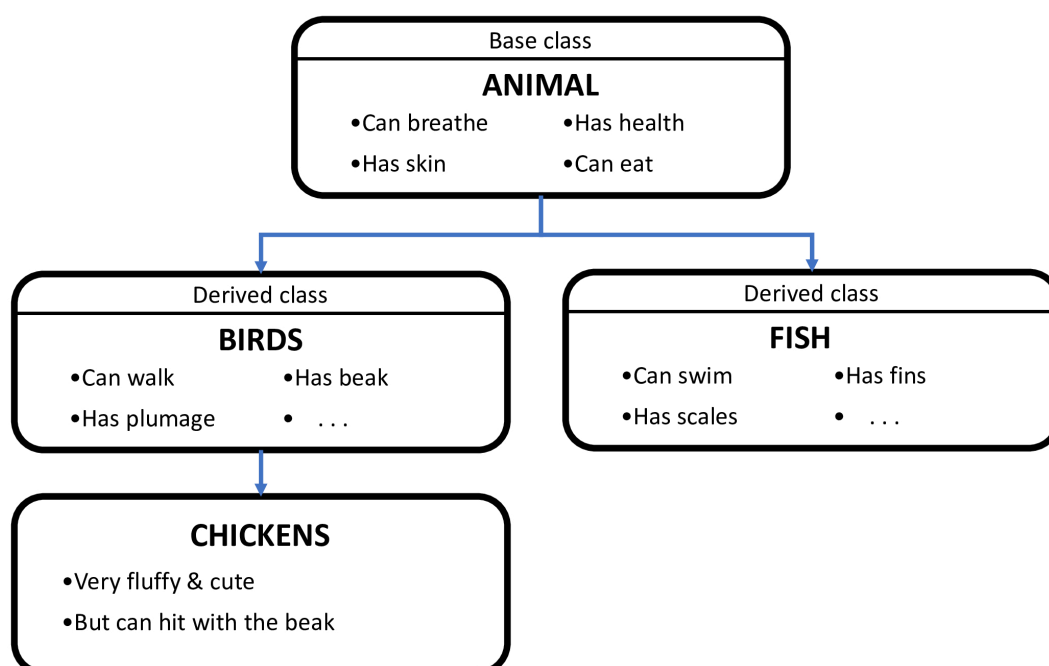 Base class
ANIMAL
•Can breathe •Has health
•Has skin •Can eat
Derived class
BIRDS
•Can walk •Has beak
•Has plumage • . . .
Derived class
FISH
•Can swim •Has fins
•Has scales • . . .
CHICKENS
•Very fluffy & cute
•But can hit with the beak